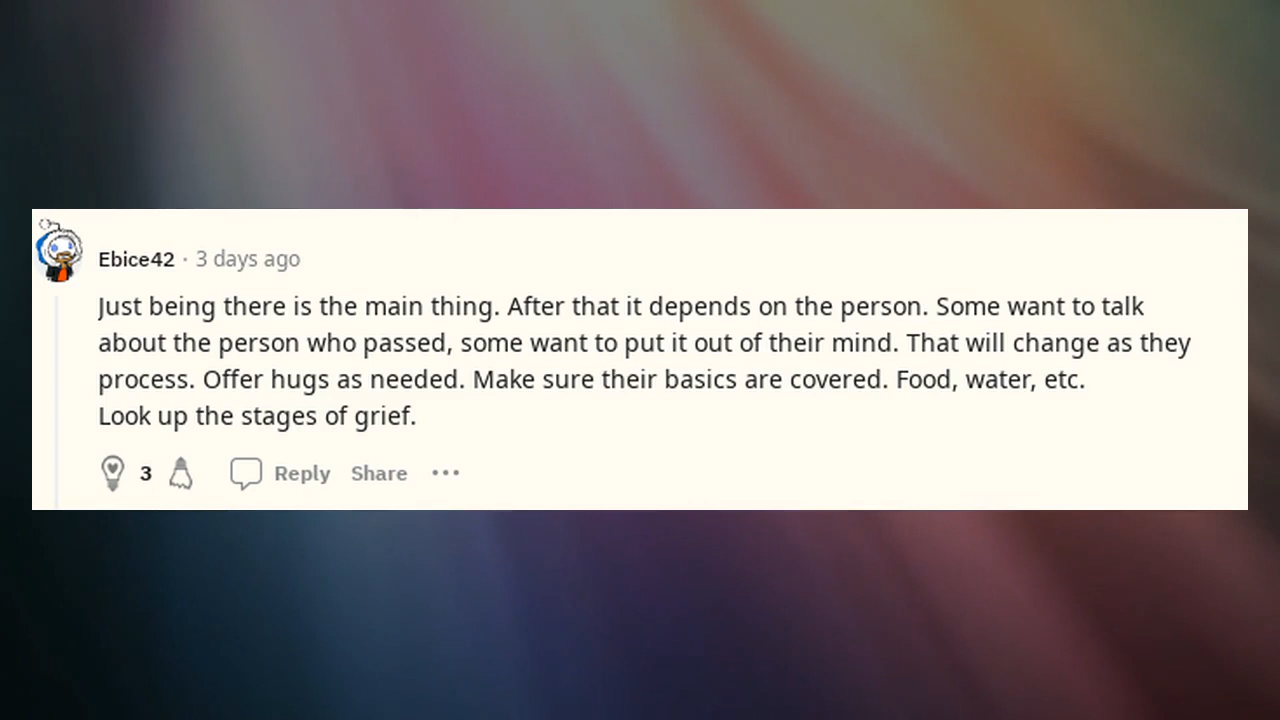 Ebice42 · 3 days ago
Just being there is the main thing. After that it depends on the person. Some want to talk
about the person who passed, some want to put it out of their mind. That will change as they
process. Offer hugs as needed. Make sure their basics are covered. Food, water, etc.
Look up the stages of grief.
3 Reply Share